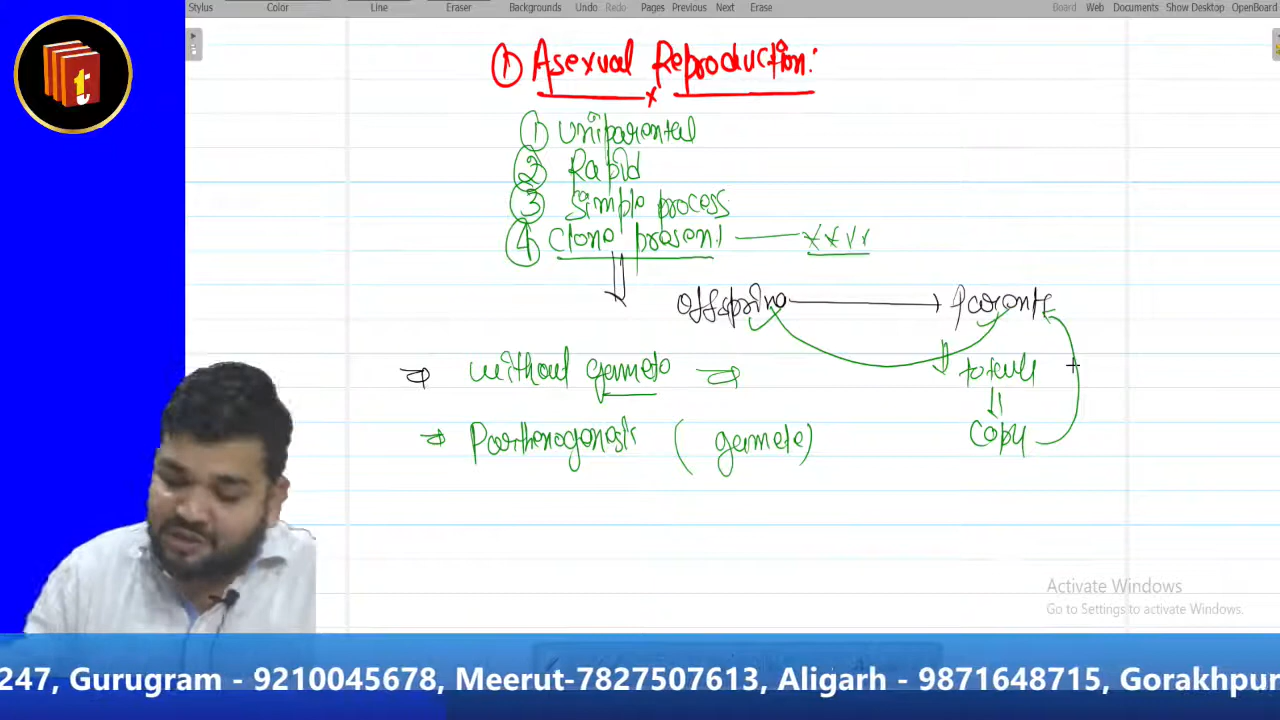 Stylus Color Line Eraser Backgrounds Undo Redo Pages Previous Next Erase Board Web Documents Show Desktop OpenBoard
t
① Asexual Reproduction:
① uniparental
② Rapid
③ Simple process
④ Clone present
offspring → Parents
⇒ without gamete ⇒
Copy
⇒ Parthenogenesis ( gamete)
Activate Windows
Go to Settings to activate Windows.
247, Gurugram - 9210045678, Meerut-7827507613, Aligarh - 9871648715, Gorakhpur